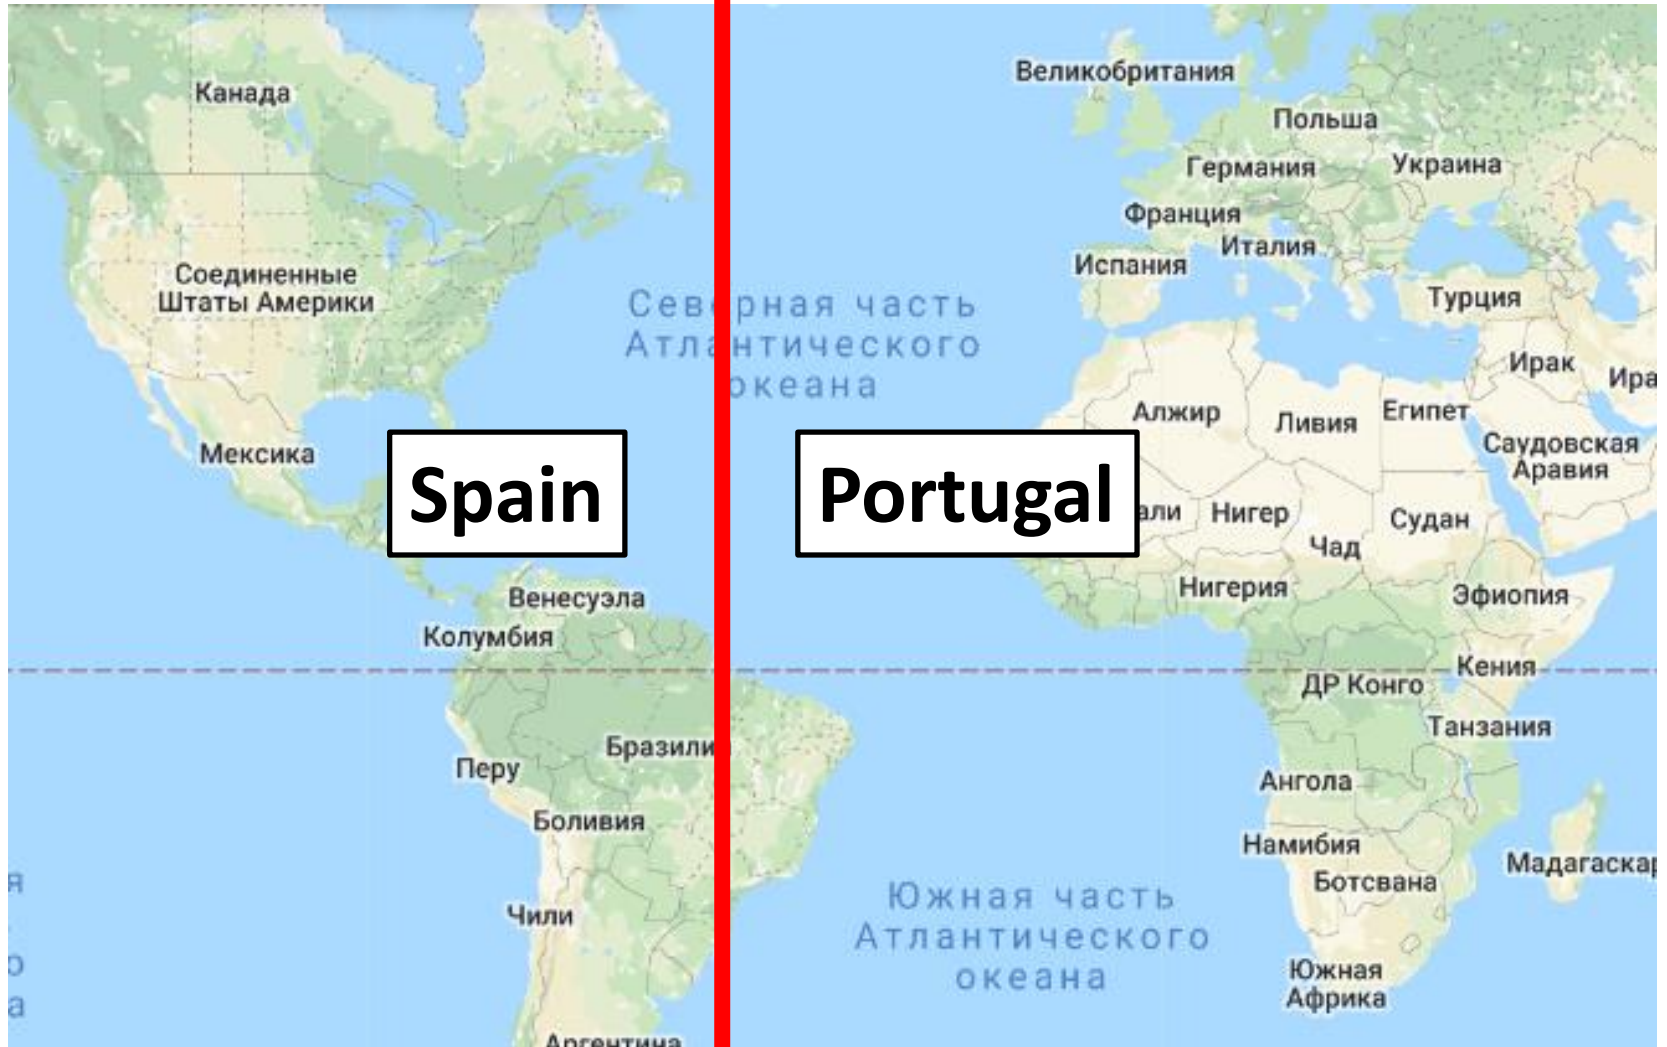 Канада
Великобритания
Польша
Германия
Украина
Франция
Италия
Испания
Соединенные
Штаты Америки
Турция
Северная часть
Атлантического
океана
Ирак
Ира
Алжир
Ливия
Египет
Саудовская
Аравия
Мексика
Spain
Portugal
али
Нигер
Судан
Чад
Нигерия
Эфиопия
Венесуэла
Колумбия
Кения
ДР Конго
Танзания
Бразили
Перу
Ангола
Боливия
Намибия
Мадагаскар
Ботсвана
Чили
Южная часть
Атлантического
океана
Южная
Африка
Аргентина
я
о
а